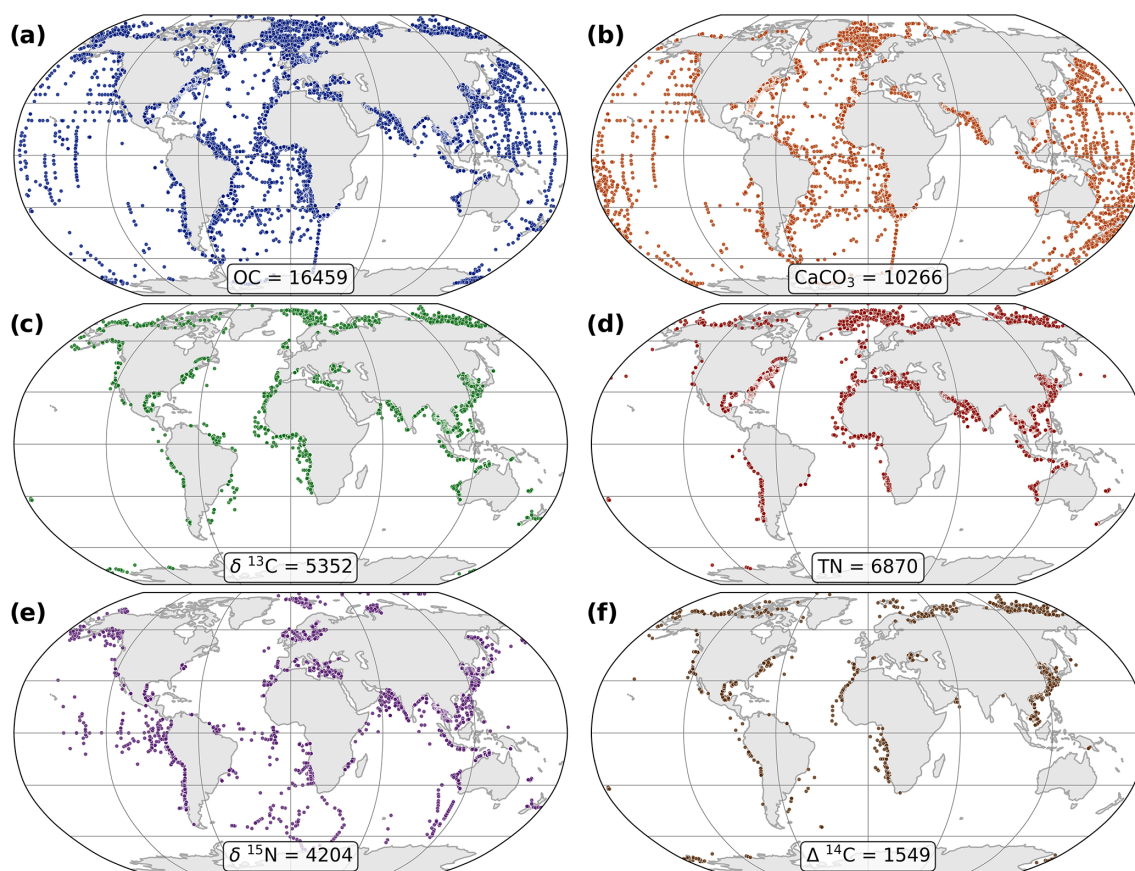 (a)
(b)
OC = 16459
CaCO₃ = 10266
(c)
(d)
δ ¹³C = 5352
TN = 6870
(e)
(f)
δ ¹⁵N = 4204
Δ ¹⁴C = 1549